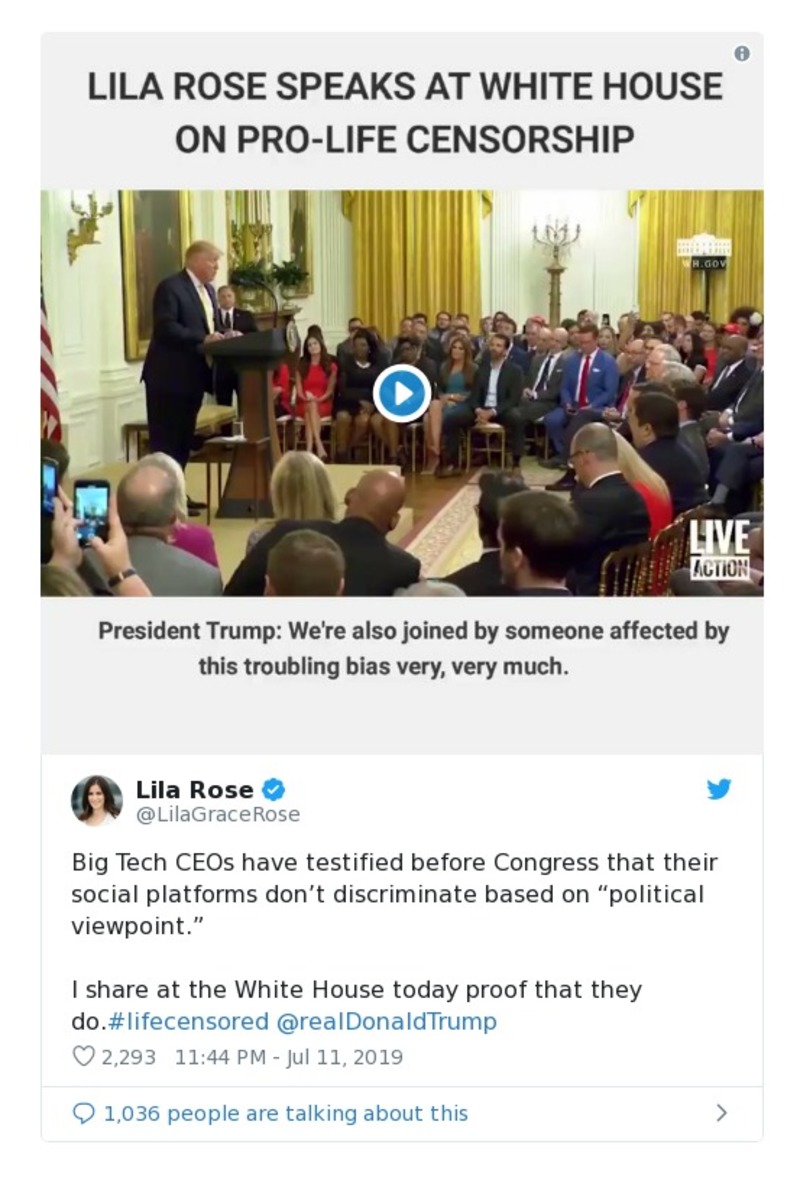 LILA ROSE SPEAKS AT WHITE HOUSE
ON PRO-LIFE CENSORSHIP
WH.GOV
LIVE
ACTION
President Trump: We're also joined by someone affected by
this troubling bias very, very much.
Lila Rose
@LilaGraceRose
Big Tech CEOs have testified before Congress that their
social platforms don’t discriminate based on “political
viewpoint.”
I share at the White House today proof that they
do.#lifecensored @realDonaldTrump
2,293 11:44 PM - Jul 11, 2019
1,036 people are talking about this